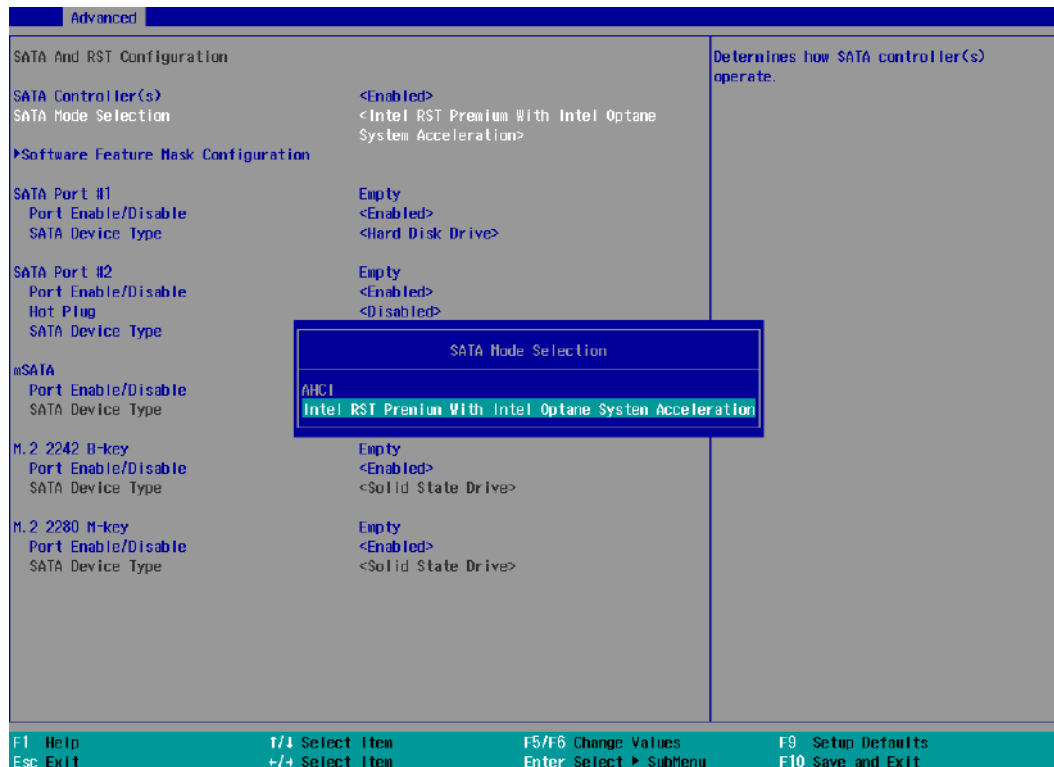 Advanced
SATA And RST Configuration
Determines how SATA controller(s)
operate.
SATA Controller(s) <Enabled>
SATA Mode Selection <Intel RST Premium With Intel Optane
System Acceleration>
▶Software Feature Mask Configuration
SATA Port #1 Empty
Port Enable/Disable <Enabled>
SATA Device Type <Hard Disk Drive>
SATA Port #2 Empty
Port Enable/Disable <Enabled>
Hot Plug <Disabled>
SATA Device Type
mSATA
Port Enable/Disable
SATA Device Type
SATA Mode Selection
AHCI
Intel RST Premium With Intel Optane System Acceleration
M.2 2242 B-key Empty
Port Enable/Disable <Enabled>
SATA Device Type <Solid State Drive>
M.2 2280 M-key Empty
Port Enable/Disable <Enabled>
SATA Device Type <Solid State Drive>
F1 Help ↑/↓ Select Item F5/F6 Change Values F9 Setup Defaults
Esc Exit ←/→ Select Item Enter Select ▶ SubMenu F10 Save and Exit